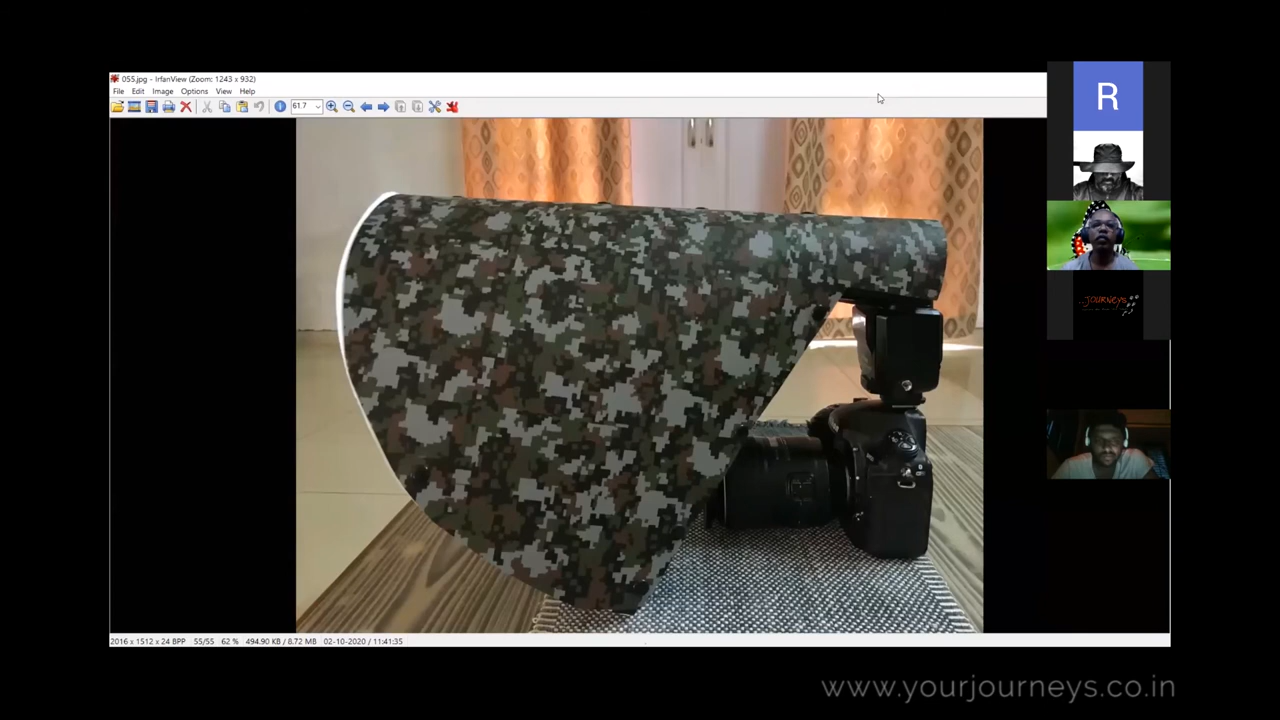 055.jpg - IrfanView (Zoom: 1243 x 932)
File Edit Image Options View Help
61.7
R
JOURNEYS
2016 x 1512 x 24 BPP 55/55 62 % 494.90 KB / 8.72 MB 02-10-2020 / 11:41:35
www.yourjourneys.co.in